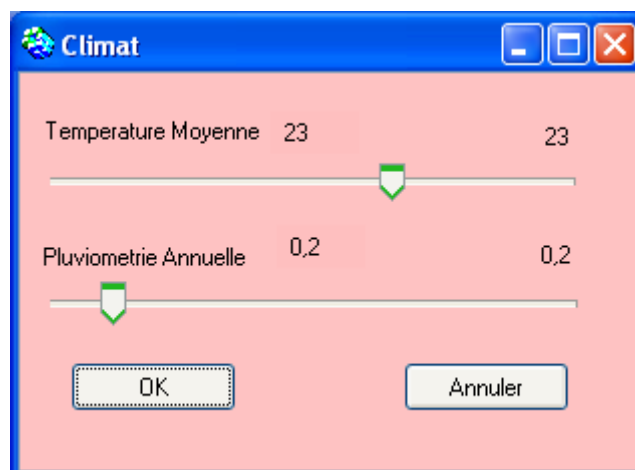 Climat
Temperature Moyenne 23 23
Pluviometrie Annuelle 0,2 0,2
OK Annuler